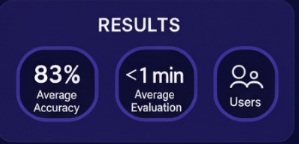 RESULTS
83%
Average
Accuracy
<1 min
Average
Evaluation
Users